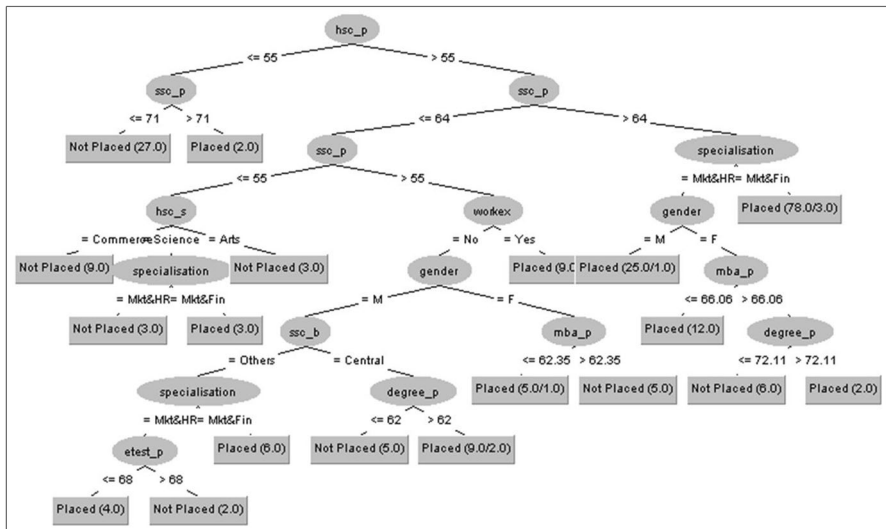 hsc_p
<= 55 > 55
ssc_p ssc_p
<= 71 > 71 <= 64 > 64
Not Placed (27.0) Placed (2.0) ssc_p specialisation
<= 55 > 55 = Mkt&HR = Mkt&Fin
hsc_s workex gender Placed (78.0/3.0)
= Commerce = Science = Arts = No = Yes = M = F
Not Placed (9.0) specialisation Not Placed (3.0) gender Placed (9.0 Placed (25.0/1.0) mba_p
= Mkt&HR = Mkt&Fin = M = F <= 66.06 > 66.06
Not Placed (3.0) Placed (3.0) ssc_b mba_p Placed (12.0) degree_p
= Others = Central <= 62.35 > 62.35 <= 72.11 > 72.11
specialisation degree_p Placed (5.0/1.0) Not Placed (5.0) Not Placed (6.0) Placed (2.0)
= Mkt&HR = Mkt&Fin <= 62 > 62
etest_p Placed (6.0) Not Placed (5.0) Placed (9.0/2.0)
<= 68 > 68
Placed (4.0) Not Placed (2.0)